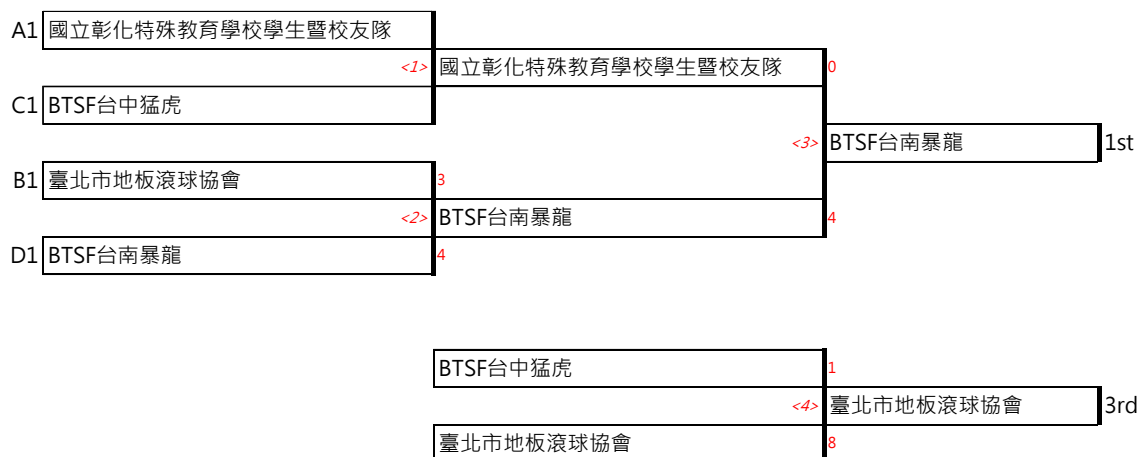 A1 國立彰化特殊教育學校學生暨校友隊
<1> 國立彰化特殊教育學校學生暨校友隊 0
C1 BTSF台中猛虎
<3> BTSF台南暴龍 1st
B1 臺北市地板滾球協會 3
<2> BTSF台南暴龍 4
D1 BTSF台南暴龍 4
BTSF台中猛虎 1
<4> 臺北市地板滾球協會 3rd
臺北市地板滾球協會 8